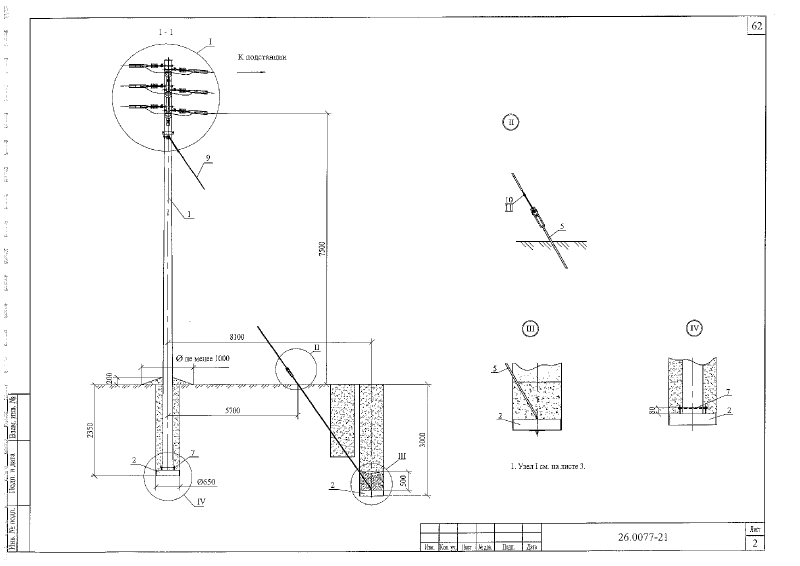 62
1 - 1
I
К подстанции
9
1
7500
8100
Ø не менее 1000
200
II
5700
2350
3000
2
7
Ø650
IV
III
2
500
II
10
11
5
III
5
2
IV
7
2
80
1. Узел I см. на листе 3.
Взам. инв. №
Подп. и дата
Инв. № подл.
Изм.
Кол.уч.
Лист
№ док.
Подп.
Дата
26.0077-21
Лист
2